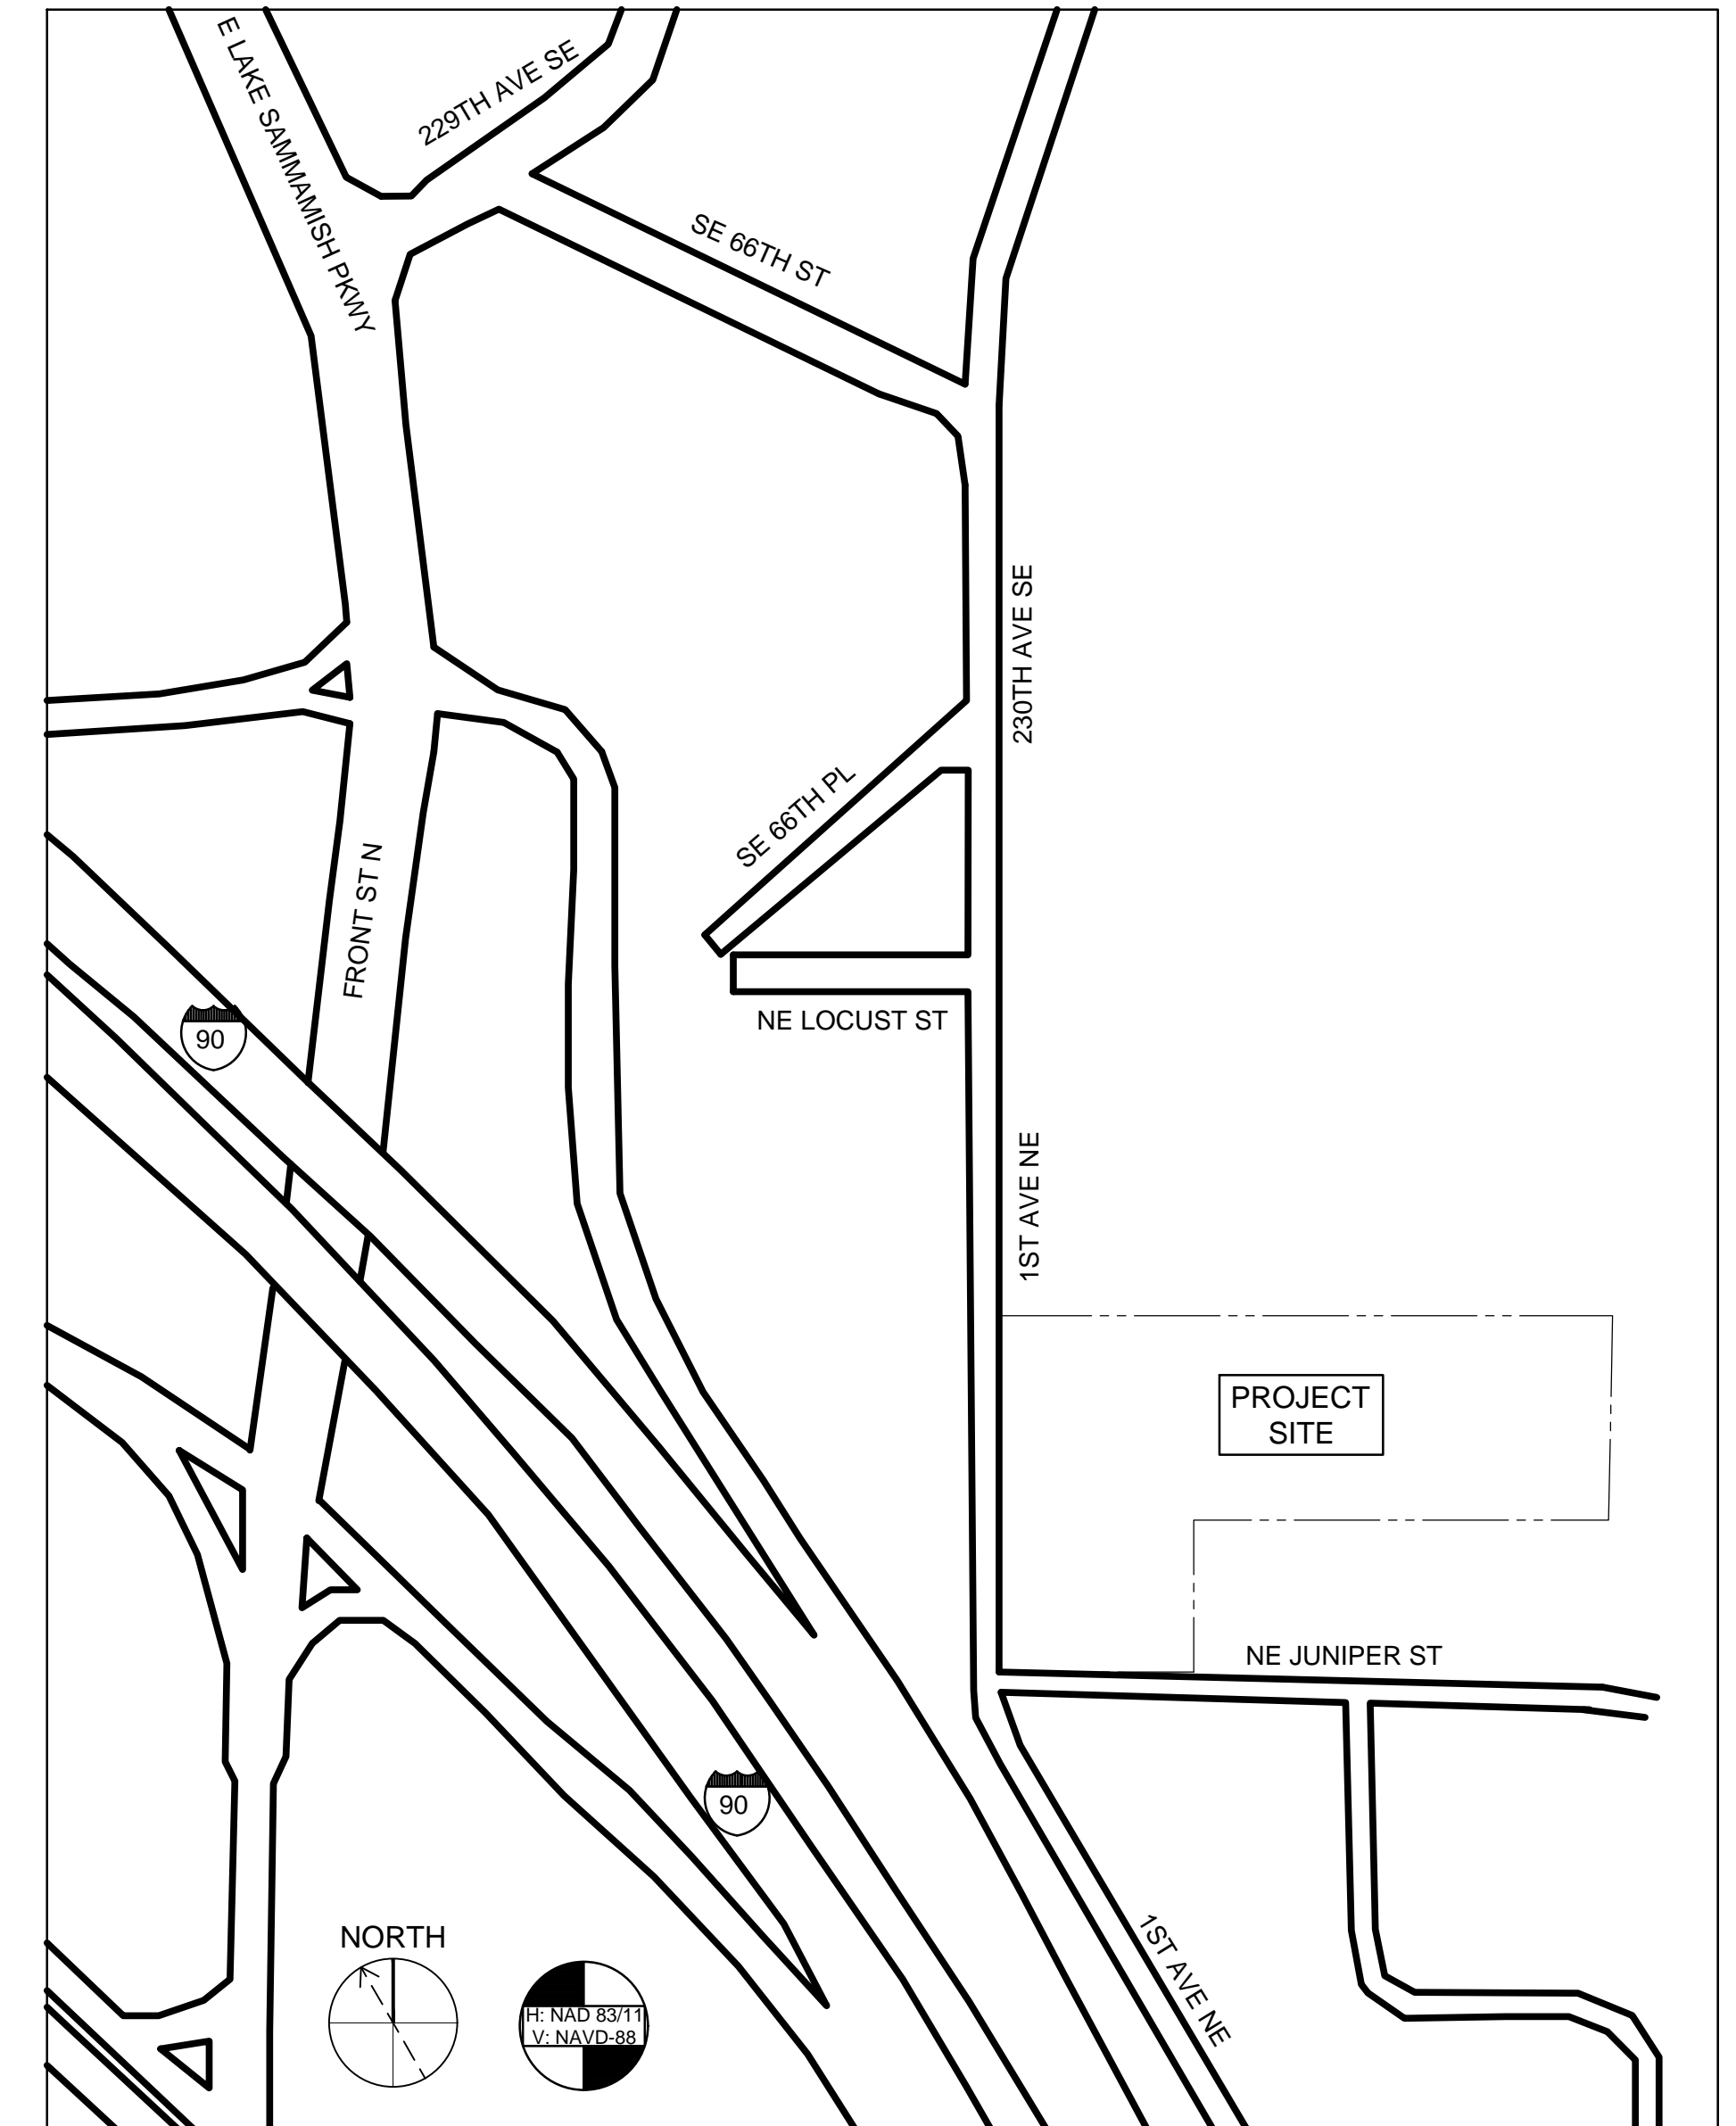 E LAKE SAMMAMISH PKWY
229TH AVE SE
SE 66TH ST
230TH AVE SE
SE 66TH PL
FRONT ST N
90
NE LOCUST ST
1ST AVE NE
PROJECT
SITE
NE JUNIPER ST
90
NORTH
1ST AVE NE
H: NAD 83/11
V: NAVD-88